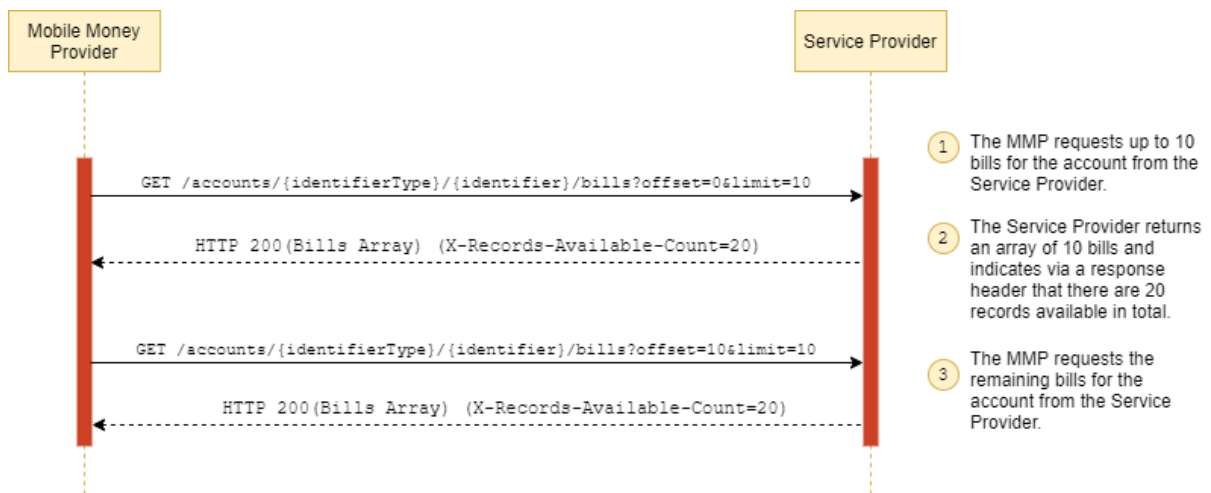 Mobile Money
Provider
Service Provider
GET /accounts/{identifierType}/{identifier}/bills?offset=0&limit=10
HTTP 200(Bills Array) (X-Records-Available-Count=20)
GET /accounts/{identifierType}/{identifier}/bills?offset=10&limit=10
HTTP 200(Bills Array) (X-Records-Available-Count=20)
1
The MMP requests up to 10
bills for the account from the
Service Provider.
2
The Service Provider returns
an array of 10 bills and
indicates via a response
header that there are 20
records available in total.
3
The MMP requests the
remaining bills for the
account from the Service
Provider.